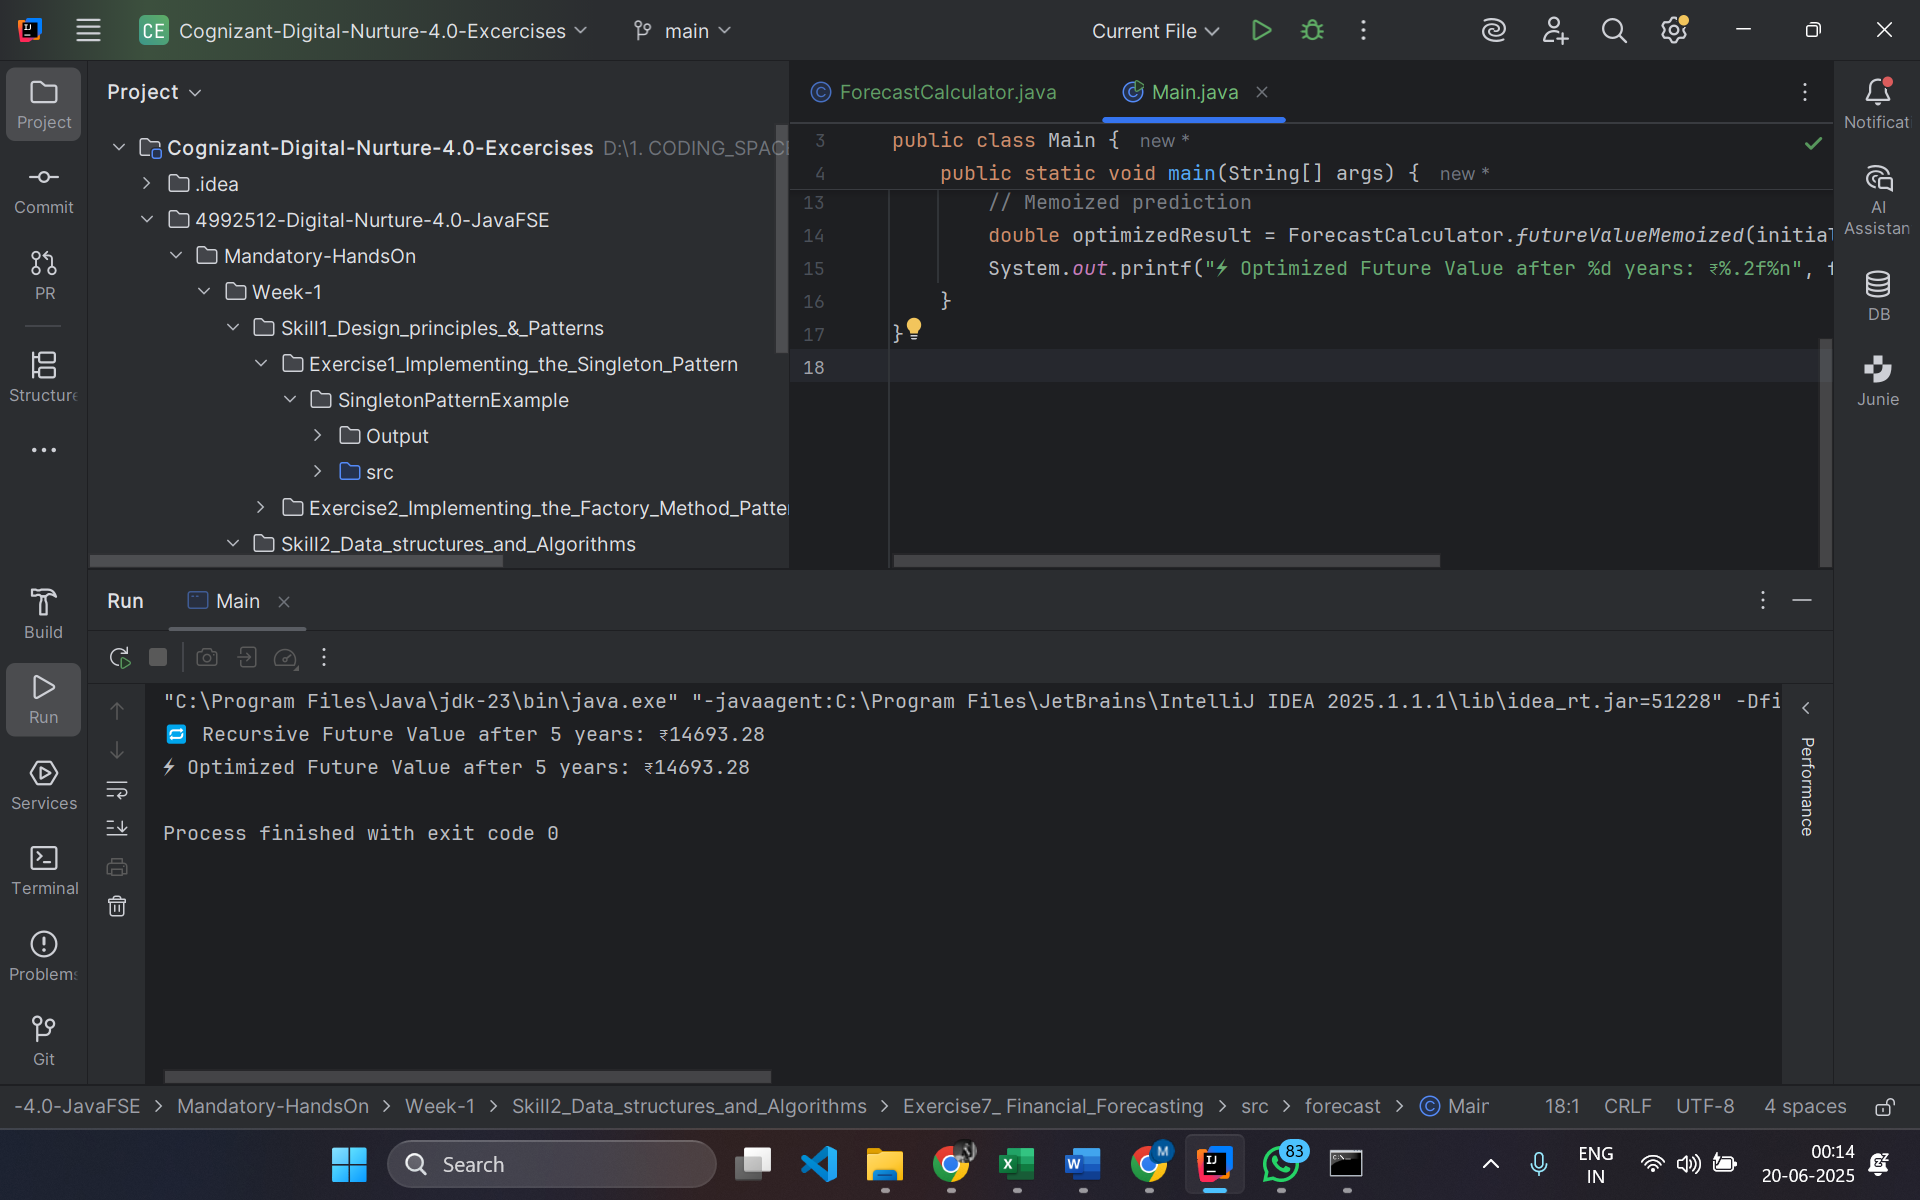 CE Cognizant-Digital-Nurture-4.0-Excercises main Current File
Project
Commit
PR
Structure
Build
Run
Services
Terminal
Problems
Git
Project
Cognizant-Digital-Nurture-4.0-Excercises D:\1. CODING_SPAC
.idea
4992512-Digital-Nurture-4.0-JavaFSE
Mandatory-HandsOn
Week-1
Skill1_Design_principles_&_Patterns
Exercise1_Implementing_the_Singleton_Pattern
SingletonPatternExample
Output
src
Exercise2_Implementing_the_Factory_Method_Patte
Skill2_Data_structures_and_Algorithms
ForecastCalculator.java Main.java
3 public class Main { new *
4 public static void main(String[] args) { new *
13 // Memoized prediction
14 double optimizedResult = ForecastCalculator.futureValueMemoized(initial
15 System.out.printf("⚡ Optimized Future Value after %d years: ₹%.2f%n", f
16 }
17 }
18
Notificati
AI
Assistan
DB
Junie
Run Main
"C:\Program Files\Java\jdk-23\bin\java.exe" "-javaagent:C:\Program Files\JetBrains\IntelliJ IDEA 2025.1.1.1\lib\idea_rt.jar=51228" -Dfi
🔁 Recursive Future Value after 5 years: ₹14693.28
⚡ Optimized Future Value after 5 years: ₹14693.28
Process finished with exit code 0
Performance
-4.0-JavaFSE > Mandatory-HandsOn > Week-1 > Skill2_Data_structures_and_Algorithms > Exercise7_ Financial_Forecasting > src > forecast > Main 18:1 CRLF UTF-8 4 spaces
Search
M
83
ENG
IN
00:14
20-06-2025